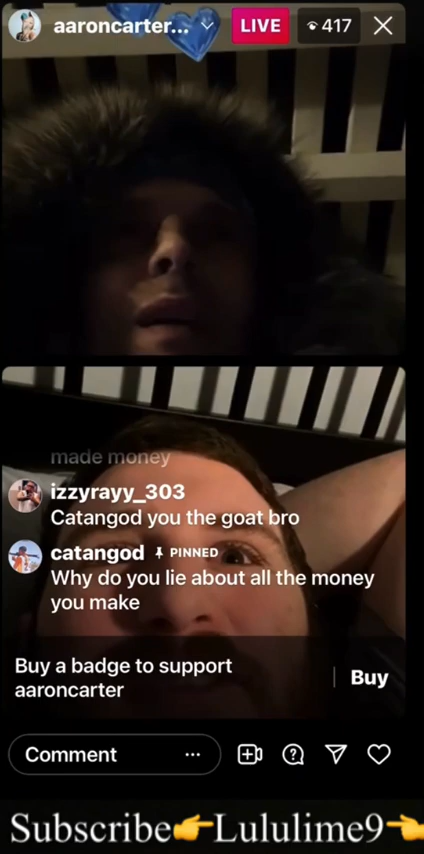 aaroncarter...
LIVE
417
made money
izzyrayy_303
Catangod you the goat bro
catangod PINNED
Why do you lie about all the money
you make
Buy a badge to support
aaroncarter
Buy
Comment ...
Subscribe👉Lululime9👈